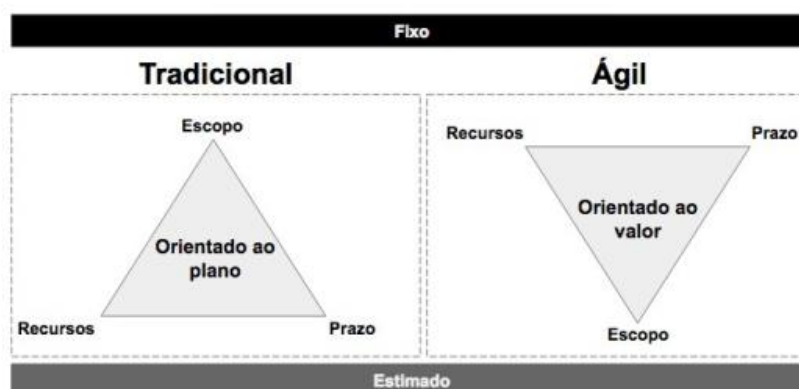 Fixo
Tradicional
Ágil
Escopo
Orientado ao
plano
Recursos
Prazo
Recursos
Prazo
Orientado ao
valor
Escopo
Estimado